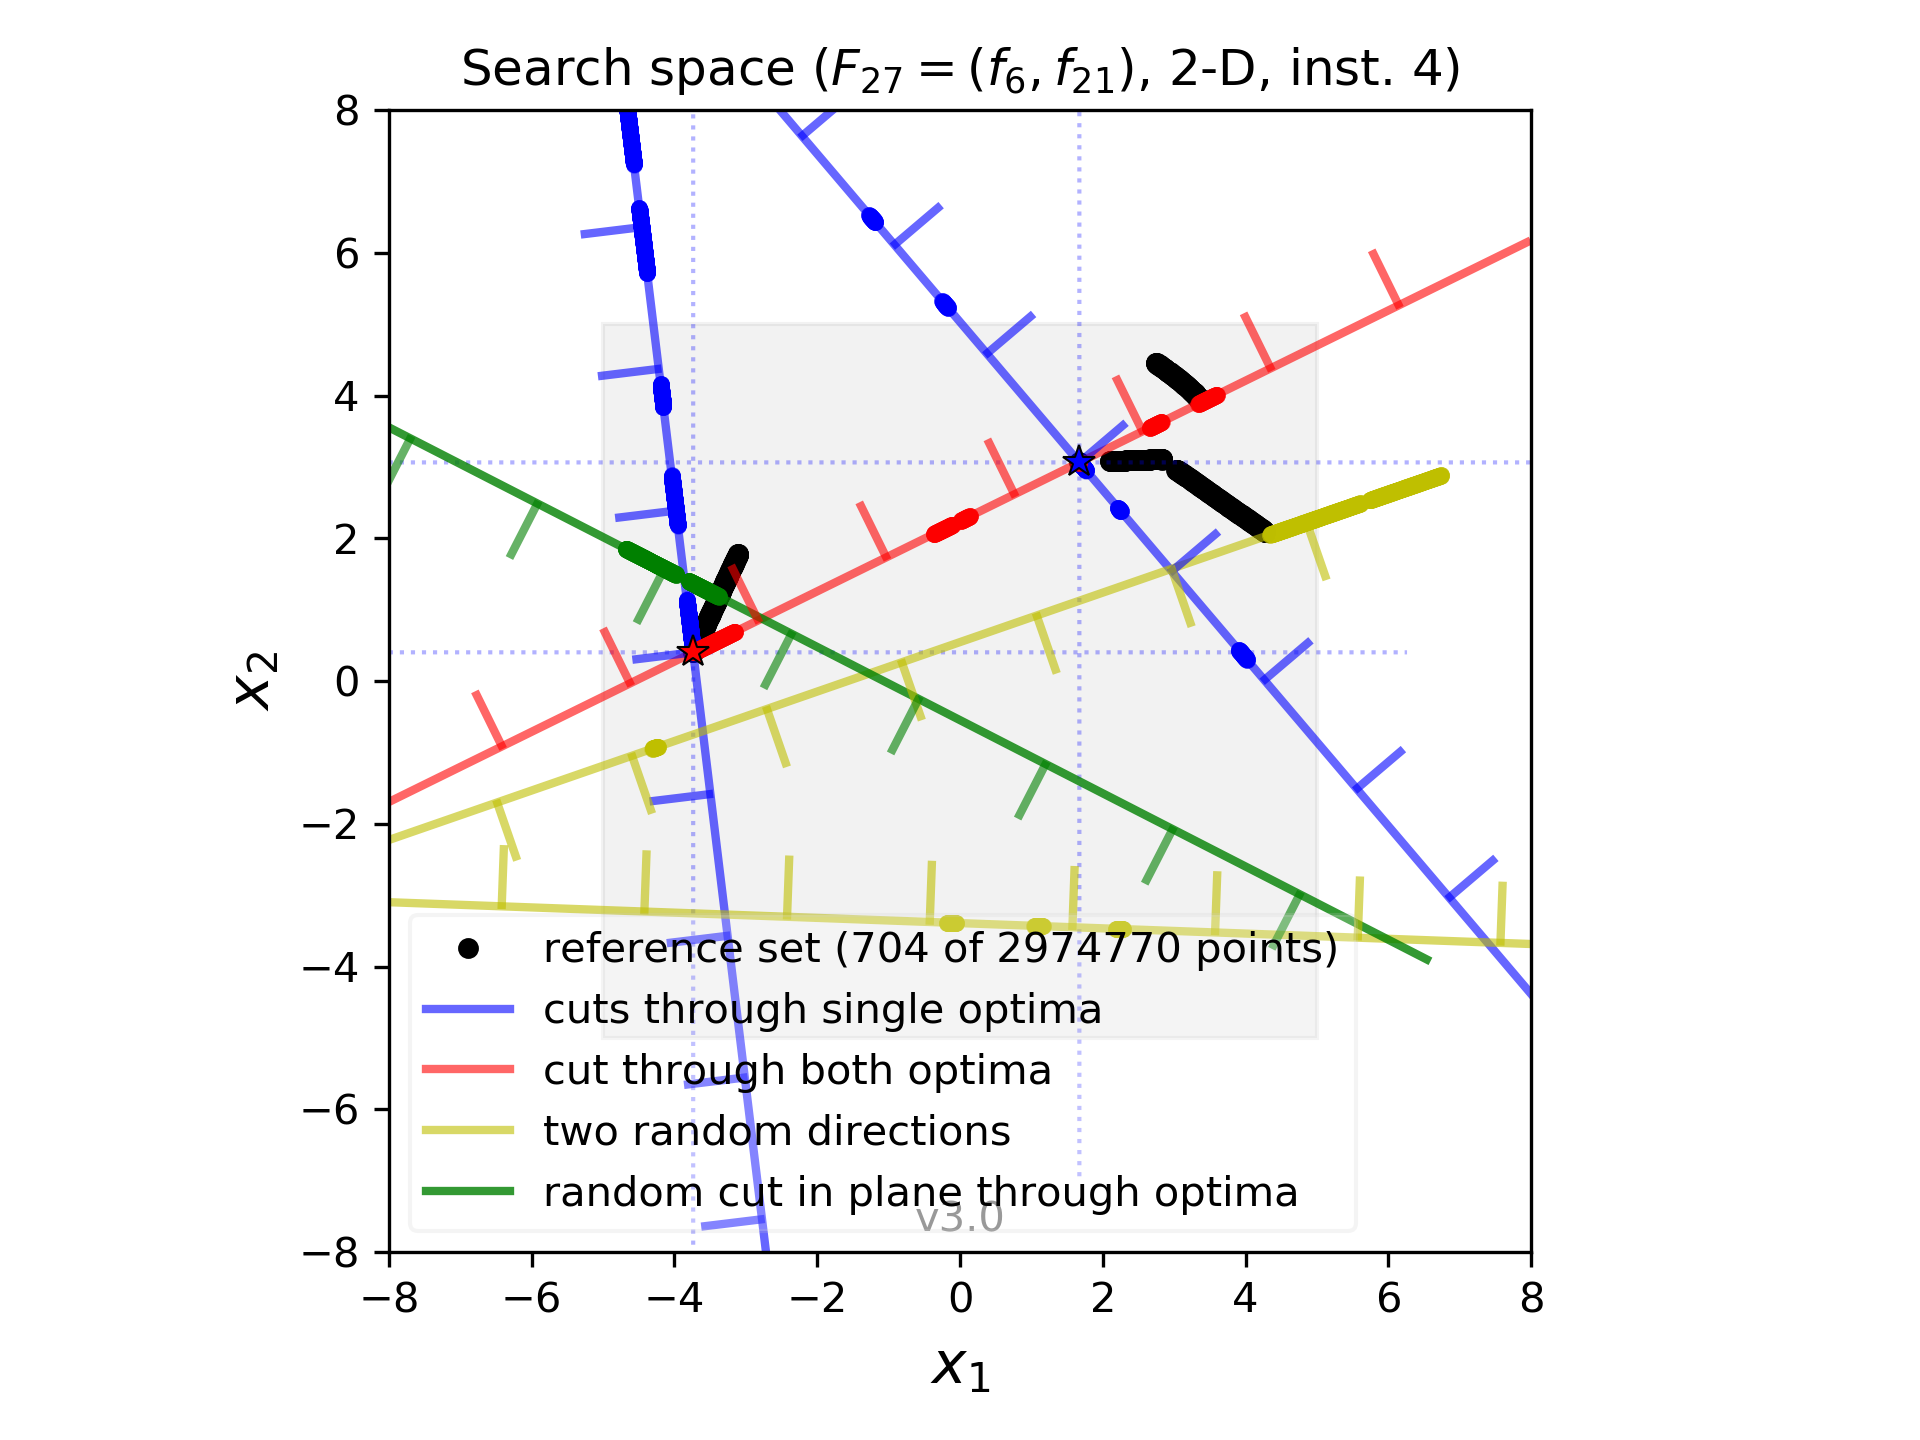 Search space (F27 = (f6, f21), 2-D, inst. 4)
8
6
4
2
0
−2
−4
−6
−8
x2
reference set (704 of 2974770 points)
cuts through single optima
cut through both optima
two random directions
random cut in plane through optima
v3.0
−8 −6 −4 −2 0 2 4 6 8
x1